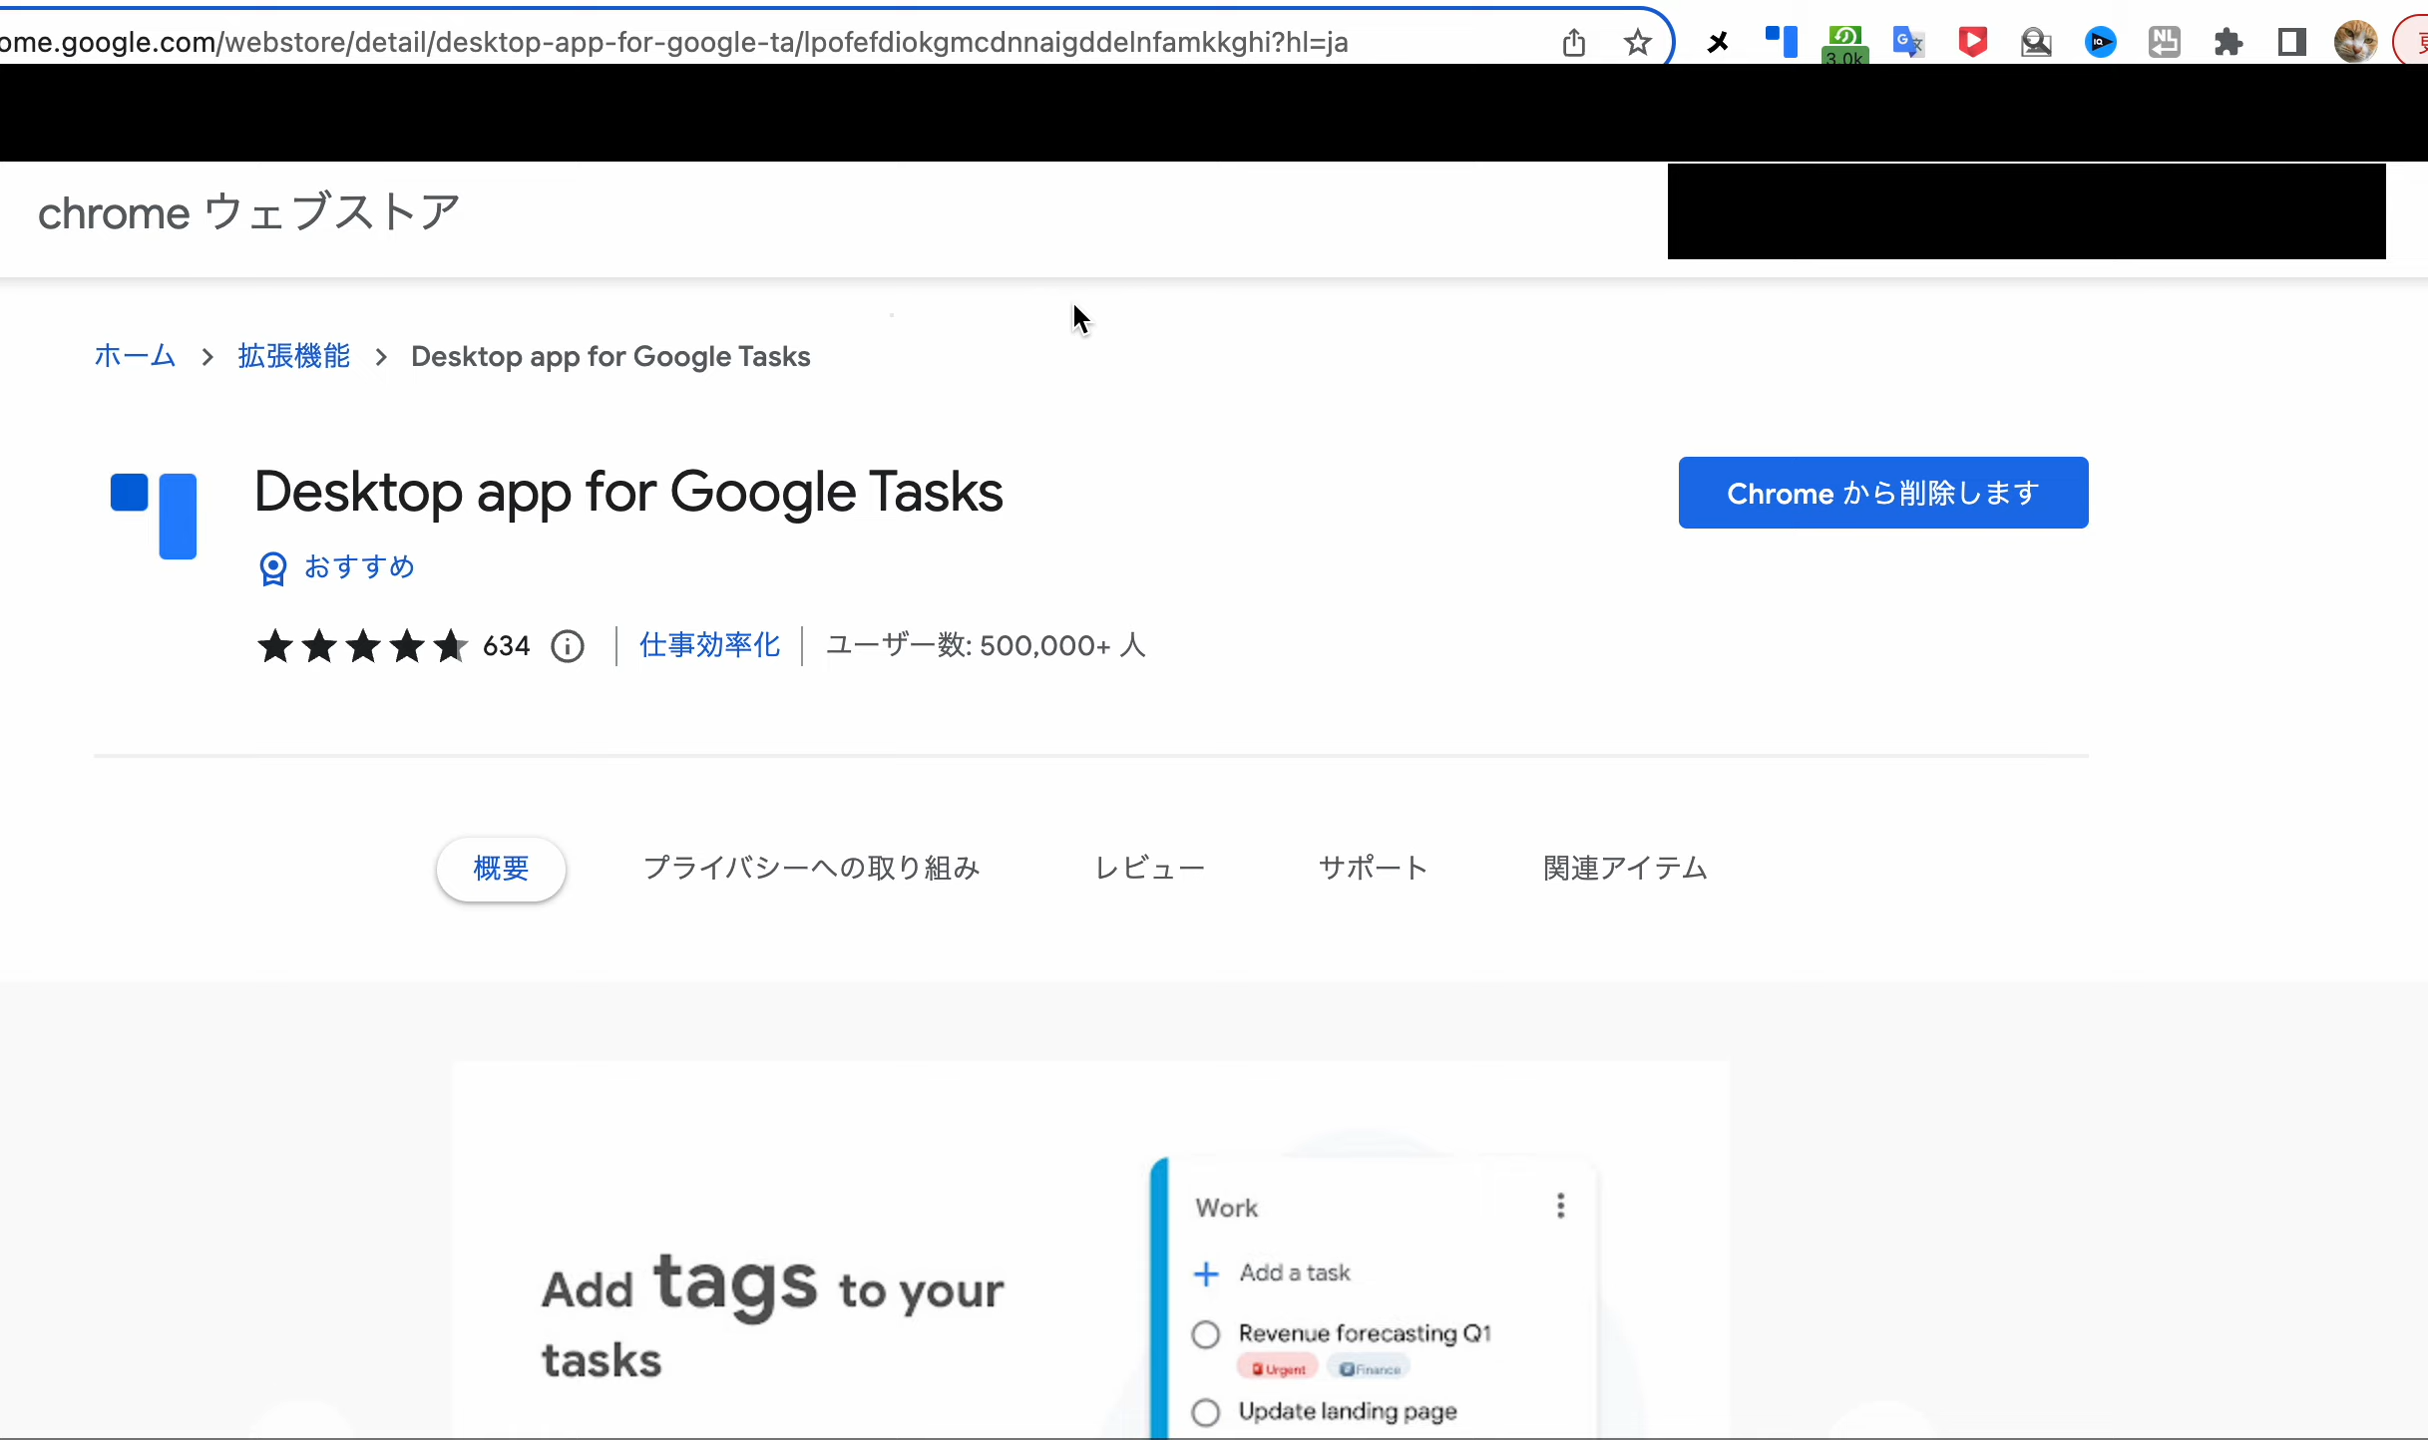 ome.google.com/webstore/detail/desktop-app-for-google-ta/lpofefdiokgmcdnnaigddelnfamkkghi?hl=ja
3.0k
chrome ウェブストア
ホーム > 拡張機能 > Desktop app for Google Tasks
Desktop app for Google Tasks
Chrome から削除します
おすすめ
634 仕事効率化 ユーザー数: 500,000+ 人
概要 プライバシーへの取り組み レビュー サポート 関連アイテム
Add tags to your
tasks
Work
Add a task
Revenue forecasting Q1
Urgent Finance
Update landing page